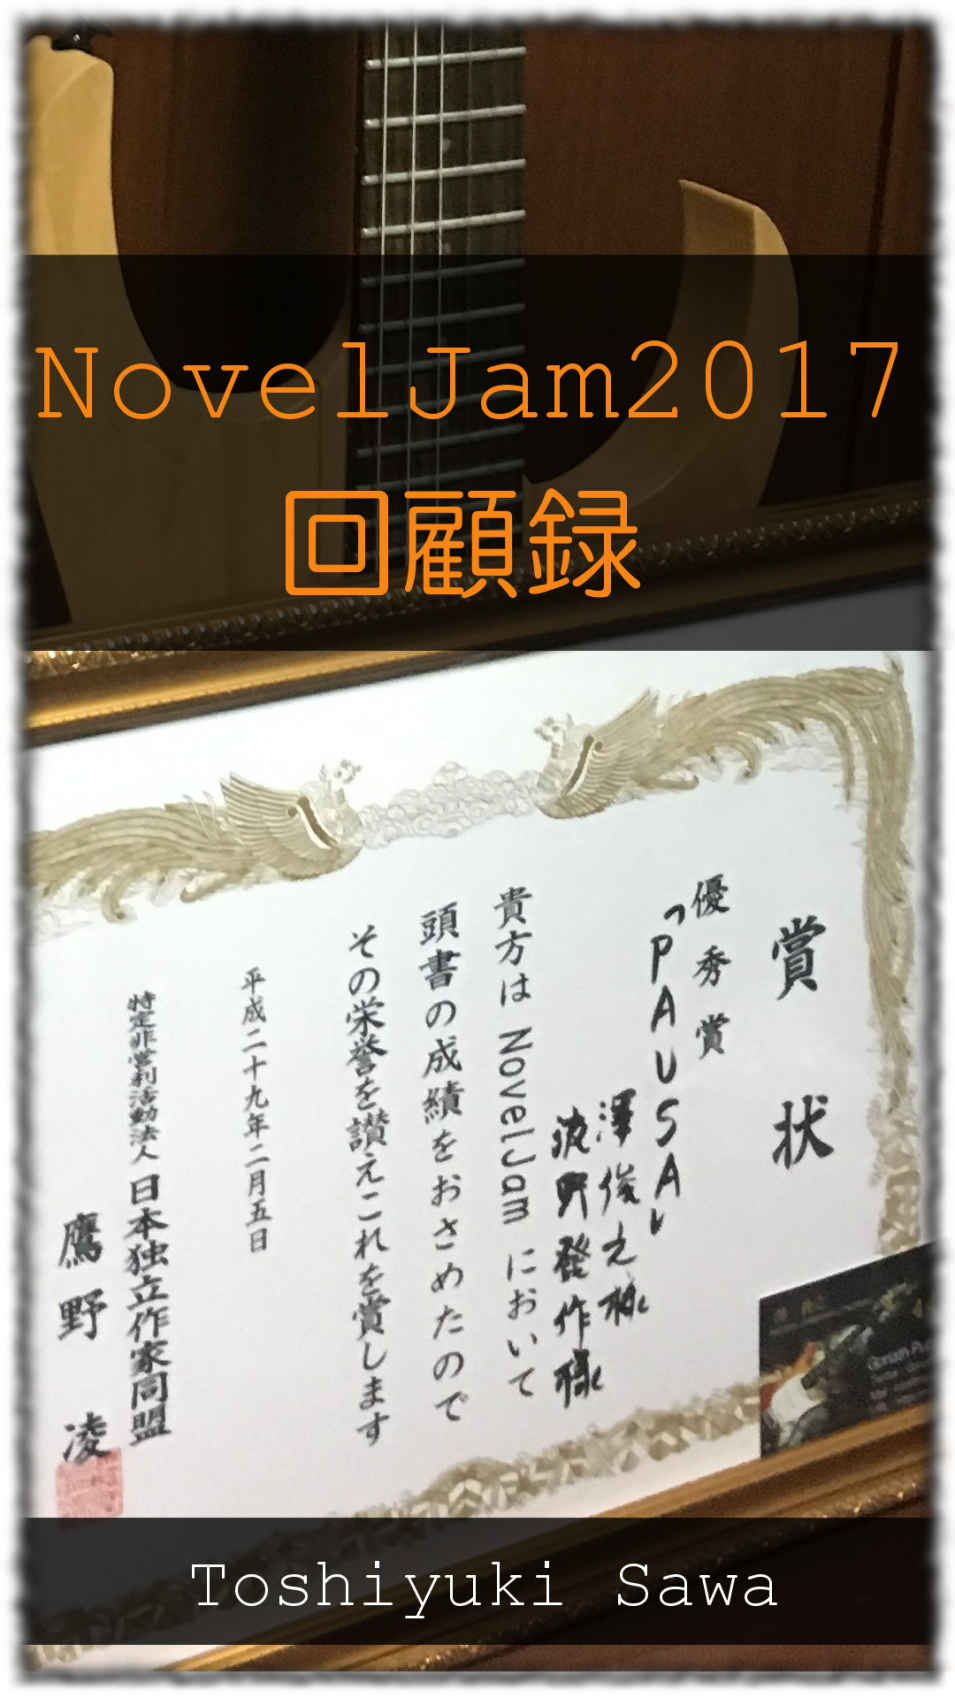 NovelJam2017
回顧録
賞状
優秀賞
「PAUSA」
澤俊之様
波野發作様
貴方は NovelJam において
頭書の成績をおさめたので
その栄誉を讃えこれを賞します
平成二十九年二月五日
特定非営利活動法人 日本独立作家同盟
鷹野 凌
Toshiyuki Sawa